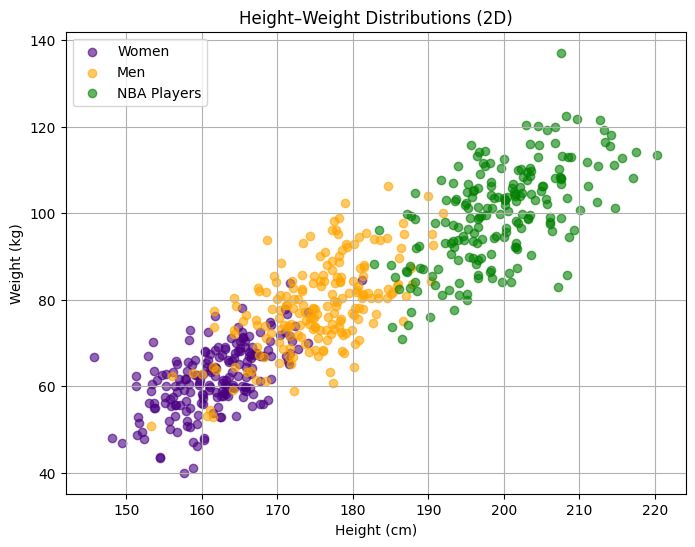 Height–Weight Distributions (2D)
Women
Men
NBA Players
Weight (kg)
140
120
100
80
60
40
150 160 170 180 190 200 210 220
Height (cm)